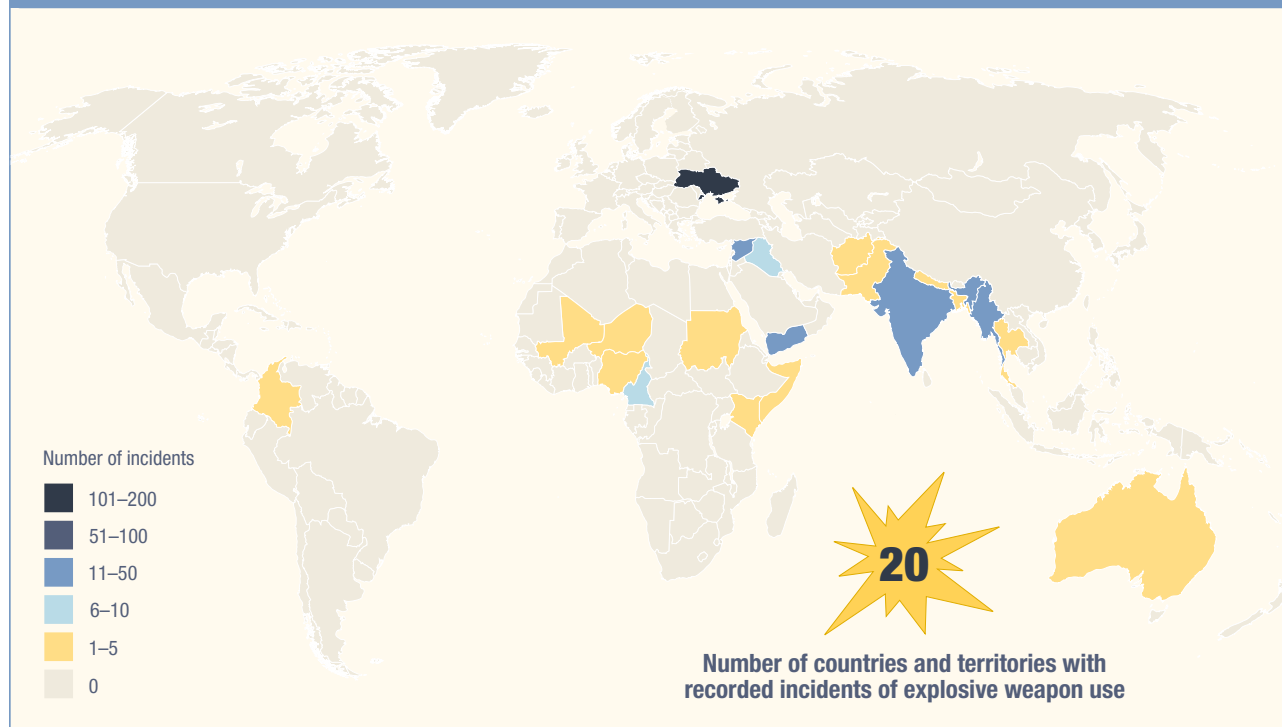 Number of incidents
101–200
51–100
11–50
6–10
1–5
0
20
Number of countries and territories with
recorded incidents of explosive weapon use